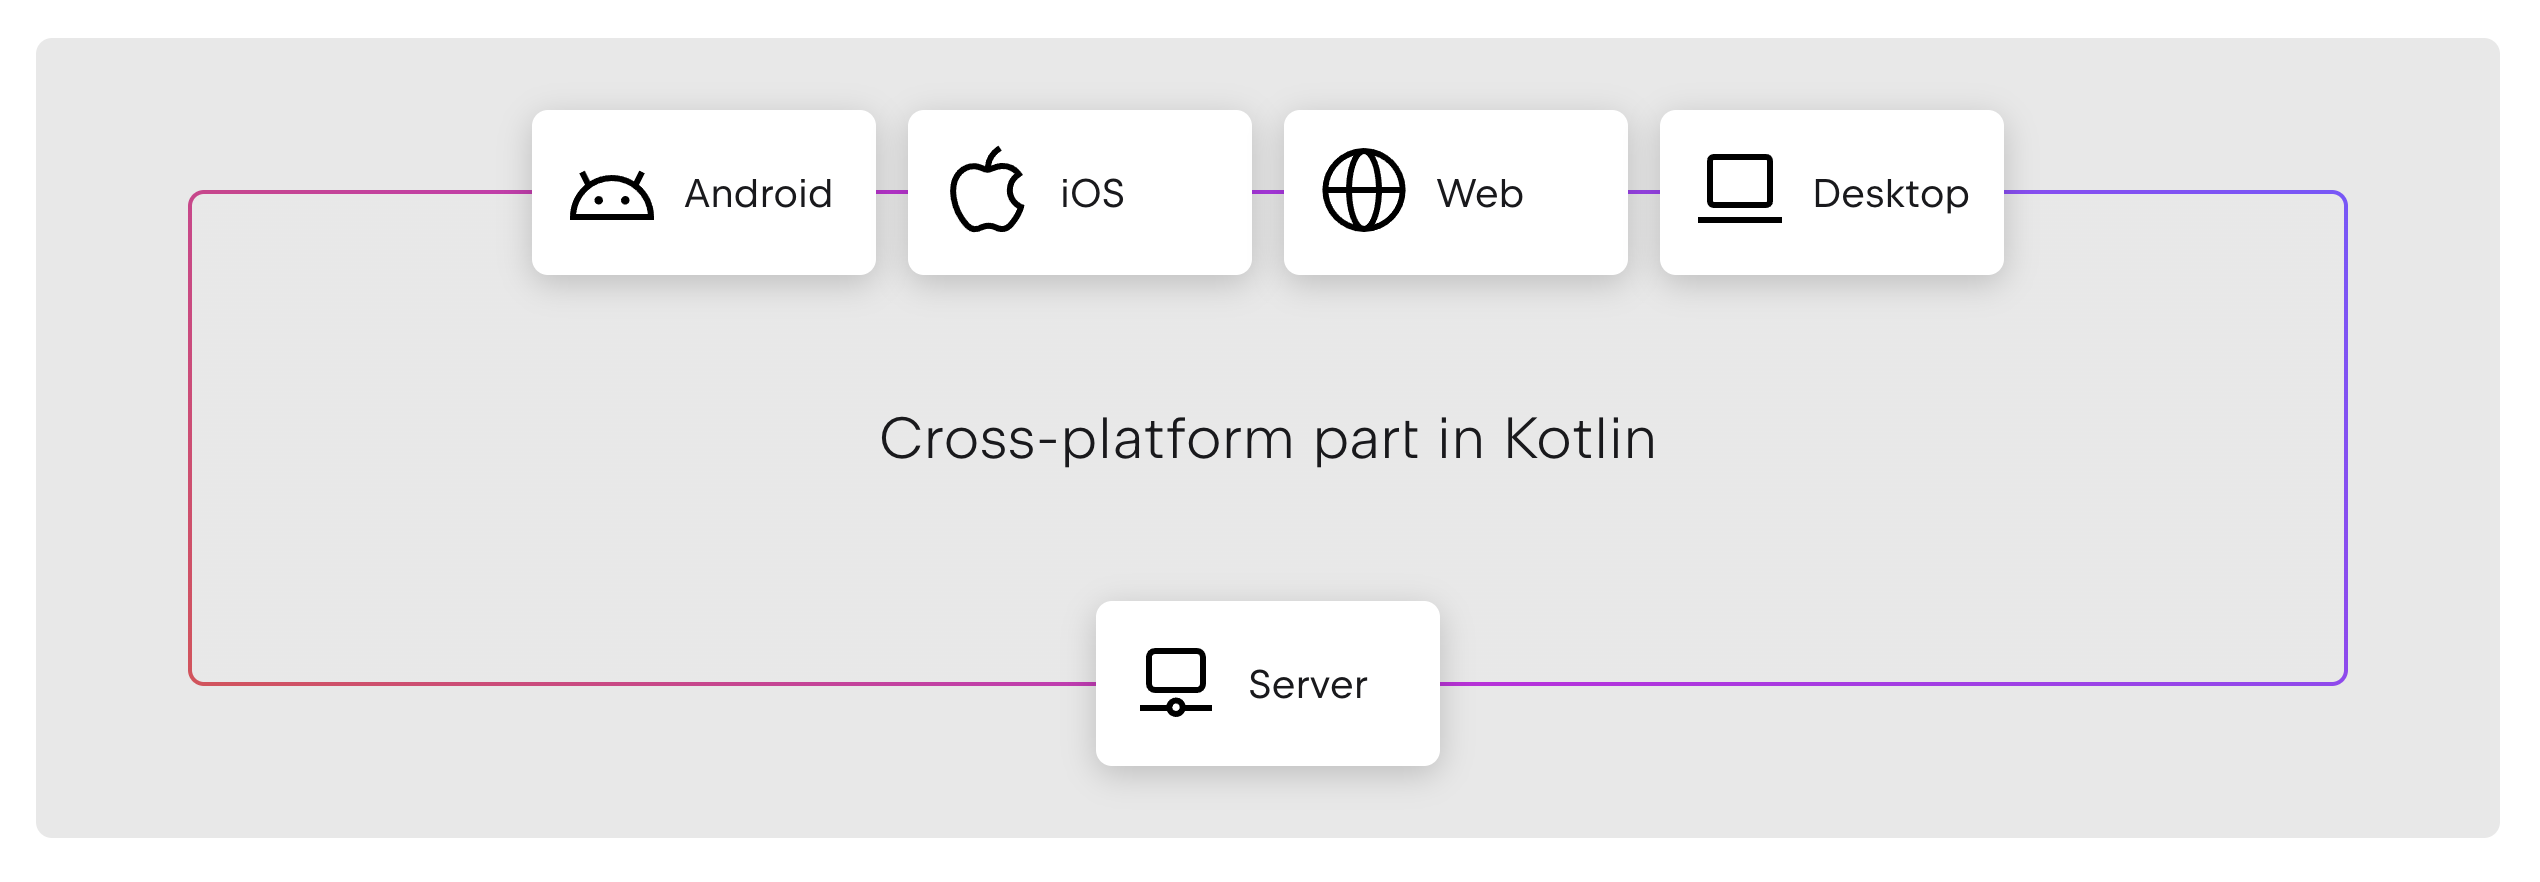 Android
iOS
Web
Desktop
Cross-platform part in Kotlin
Server